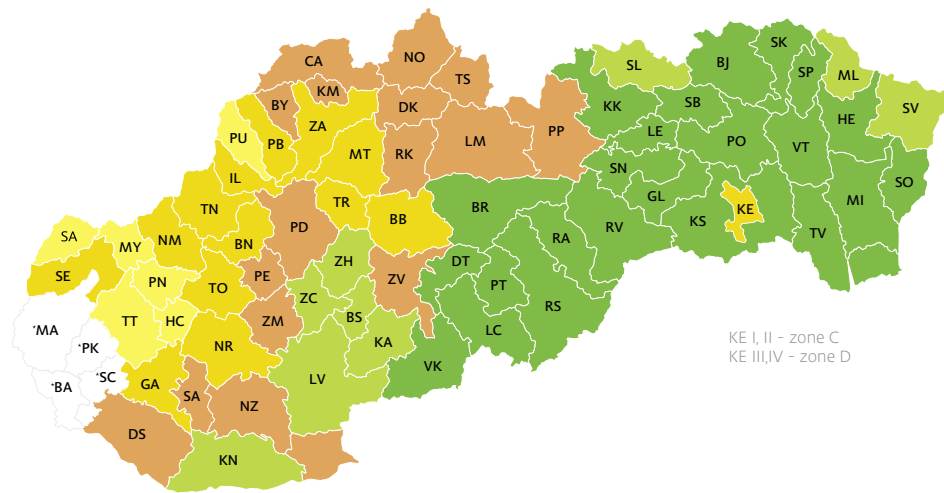 NO
CA
SK
TS
SL
BJ
SP
ML
KM
BY
DK
KK
SB
SV
ZA
PU
PB
PP
LE
PO
HE
LM
VT
MT
RK
SN
IL
SO
GL
TR
BR
MI
TN
BB
KE
PD
RV
KS
SA
MY
NM
BN
RA
TV
ZH
DT
SE
PE
ZV
PN
TO
PT
ZC
RS
TT
HC
ZM
BS
*MA
LC
KA
*PK
NR
KE I, II - zone C
KE III,IV - zone D
VK
*SC
*BA
GA
LV
SA
NZ
DS
KN